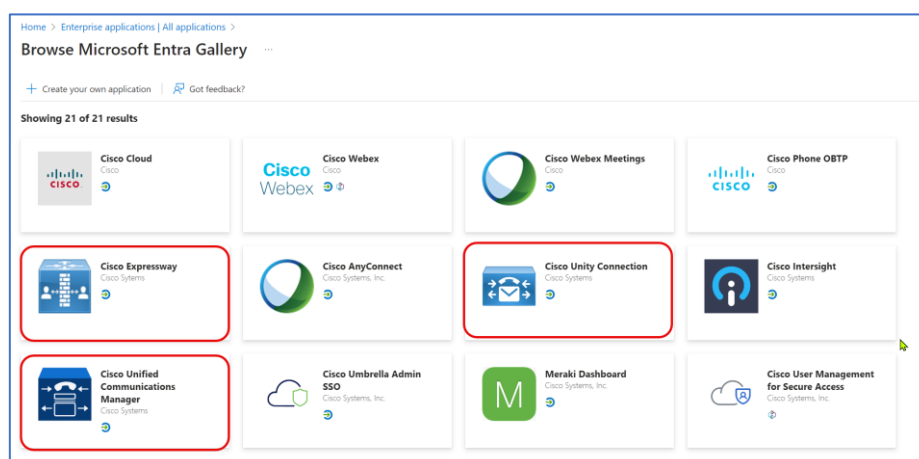 Home > Enterprise applications | All applications >
Browse Microsoft Entra Gallery ...
+ Create your own application | Got feedback?
Showing 21 of 21 results
Cisco Cloud
Cisco
CISCO
Cisco Webex
Cisco
Cisco
Webex
Cisco Webex Meetings
Cisco
Cisco Phone OBTP
Cisco
CISCO
Cisco Expressway
Cisco Sytems
Cisco AnyConnect
Cisco Systems, Inc.
Cisco Unity Connection
Cisco Systems
Cisco Intersight
Cisco Systems
Cisco Unified
Communications
Manager
Cisco Systems
Cisco Umbrella Admin
SSO
Cisco Systems, Inc.
Meraki Dashboard
Cisco Systems, Inc.
M
Cisco User Management
for Secure Access
Cisco Systems, Inc.